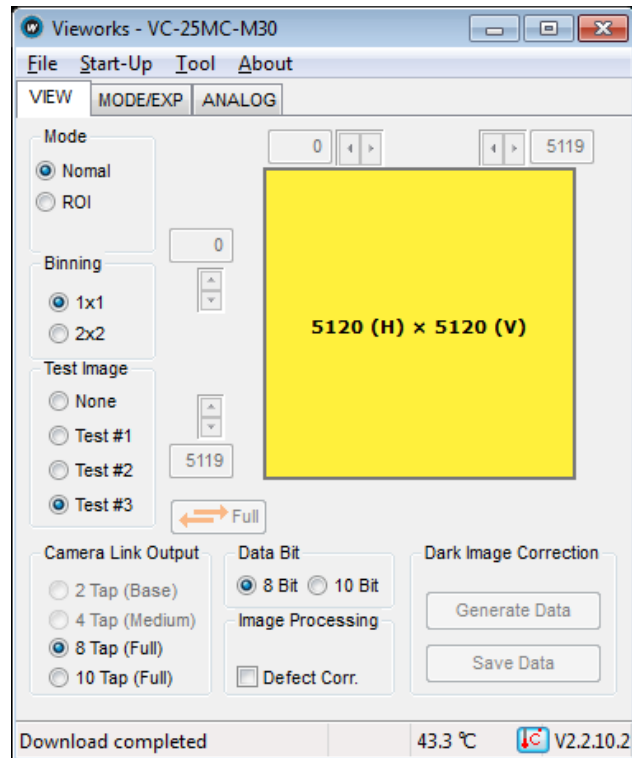 Vieworks - VC-25MC-M30
File Start-Up Tool About
VIEW MODE/EXP ANALOG
Mode
Nomal
ROI
0
5119
0
Binning
1x1
2x2
5120 (H) × 5120 (V)
Test Image
None
Test #1
Test #2
Test #3
5119
Full
Camera Link Output
2 Tap (Base)
4 Tap (Medium)
8 Tap (Full)
10 Tap (Full)
Data Bit
8 Bit 10 Bit
Image Processing
Defect Corr.
Dark Image Correction
Generate Data
Save Data
Download completed
43.3 ℃
C
V2.2.10.2